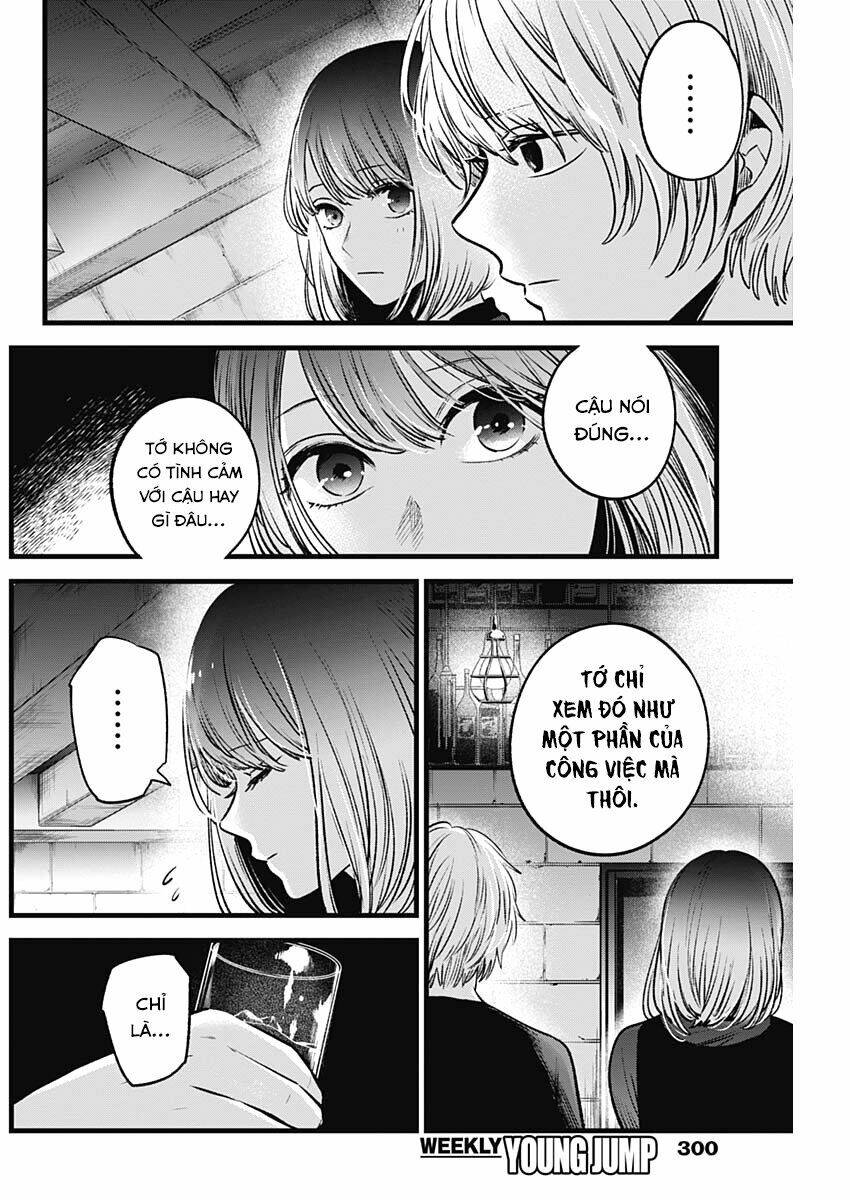 ......
CẬU NÓI
ĐÚNG...
TỚ KHÔNG
CÓ TÌNH CẢM
VỚI CẬU HAY
GÌ ĐÂU...
TỚ CHỈ
XEM ĐÓ NHƯ
MỘT PHẦN CỦA
CÔNG VIỆC MÀ
THÔI.
......
CHỈ
LÀ...
WEEKLY YOUNG JUMP 300